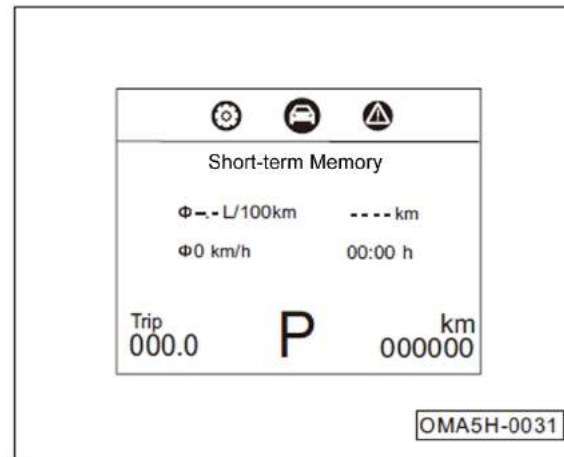 Short-term Memory
Φ-.- L/100km ----km
Φ0 km/h 00:00 h
Trip km
000.0 P 000000
OMA5H-0031